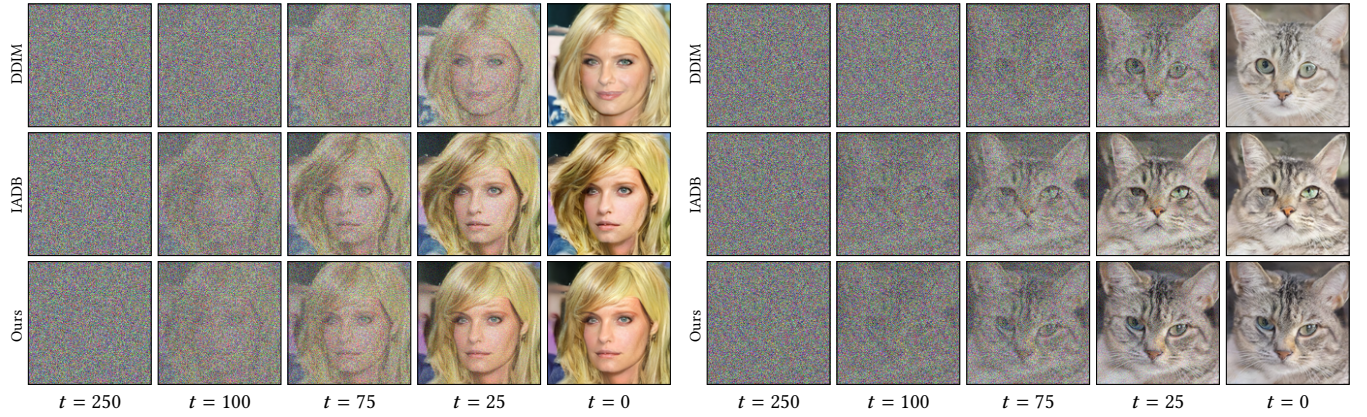 DDIM
DDIM
IADB
IADB
Ours
Ours
t = 250 t = 100 t = 75 t = 25 t = 0 t = 250 t = 100 t = 75 t = 25 t = 0